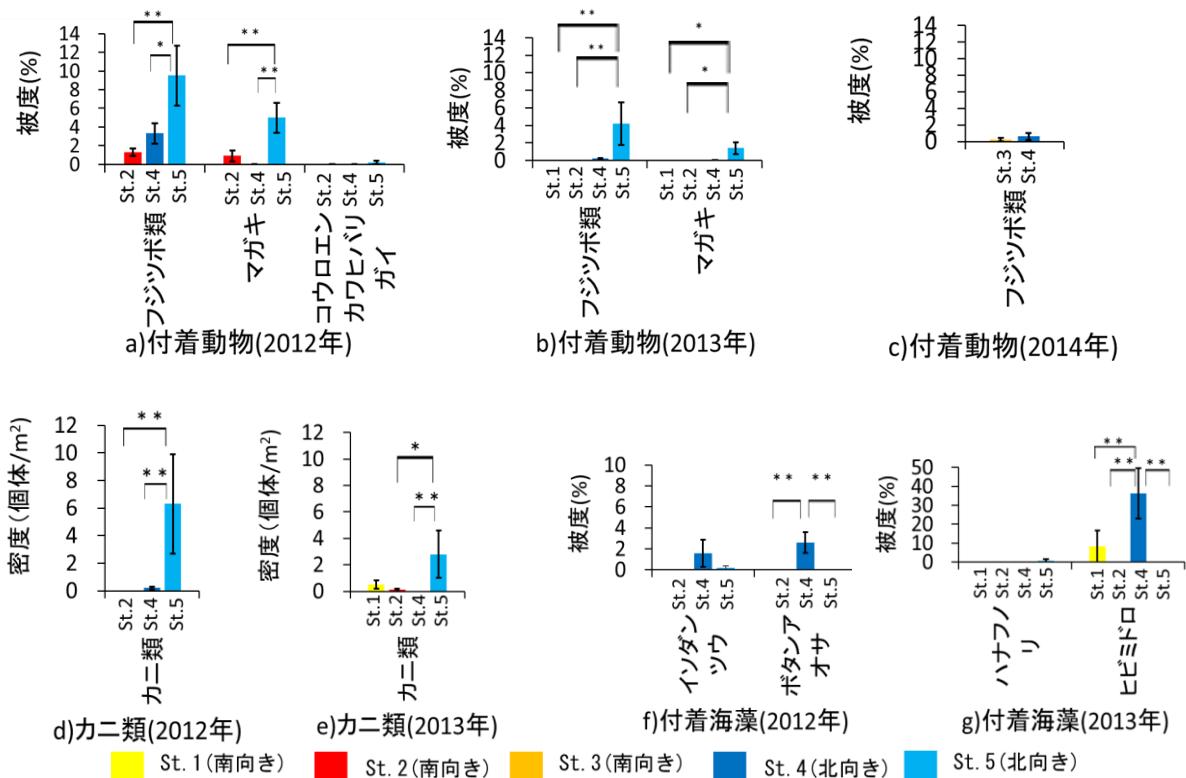 被度(%)
14
12
10
8
6
4
2
0
**
*
**
**
St.2
St.4
St.5
St.2
St.4
St.5
St.2
St.4
St.5
フジツボ類
マガキ
コウロエン
カワヒバリ
ガイ
a)付着動物(2012年)
被度(%)
14
12
10
8
6
4
2
0
**
**
*
*
St.1
St.2
St.4
St.5
St.1
St.2
St.4
St.5
フジツボ類
マガキ
b)付着動物(2013年)
被度(%)
14
12
10
8
6
4
2
0
St.3
St.4
フジツボ類
c)付着動物(2014年)
密度(個体/m²)
12
10
8
6
4
2
0
**
**
St.2
St.4
St.5
カニ類
d)カニ類(2012年)
密度(個体/m²)
12
10
8
6
4
2
0
*
**
St.1
St.2
St.4
St.5
カニ類
e)カニ類(2013年)
被度(%)
10
8
6
4
2
0
**
**
St.2
St.4
St.5
St.2
St.4
St.5
イソダン
ツウ
ボタンア
オサ
f)付着海藻(2012年)
被度(%)
50
40
30
20
10
0
**
**
**
St.1
St.2
St.4
St.5
St.1
St.2
St.4
St.5
ハナフノ
リ
ヒビミドロ
g)付着海藻(2013年)
St.1(南向き)
St.2(南向き)
St.3(南向き)
St.4(北向き)
St.5(北向き)